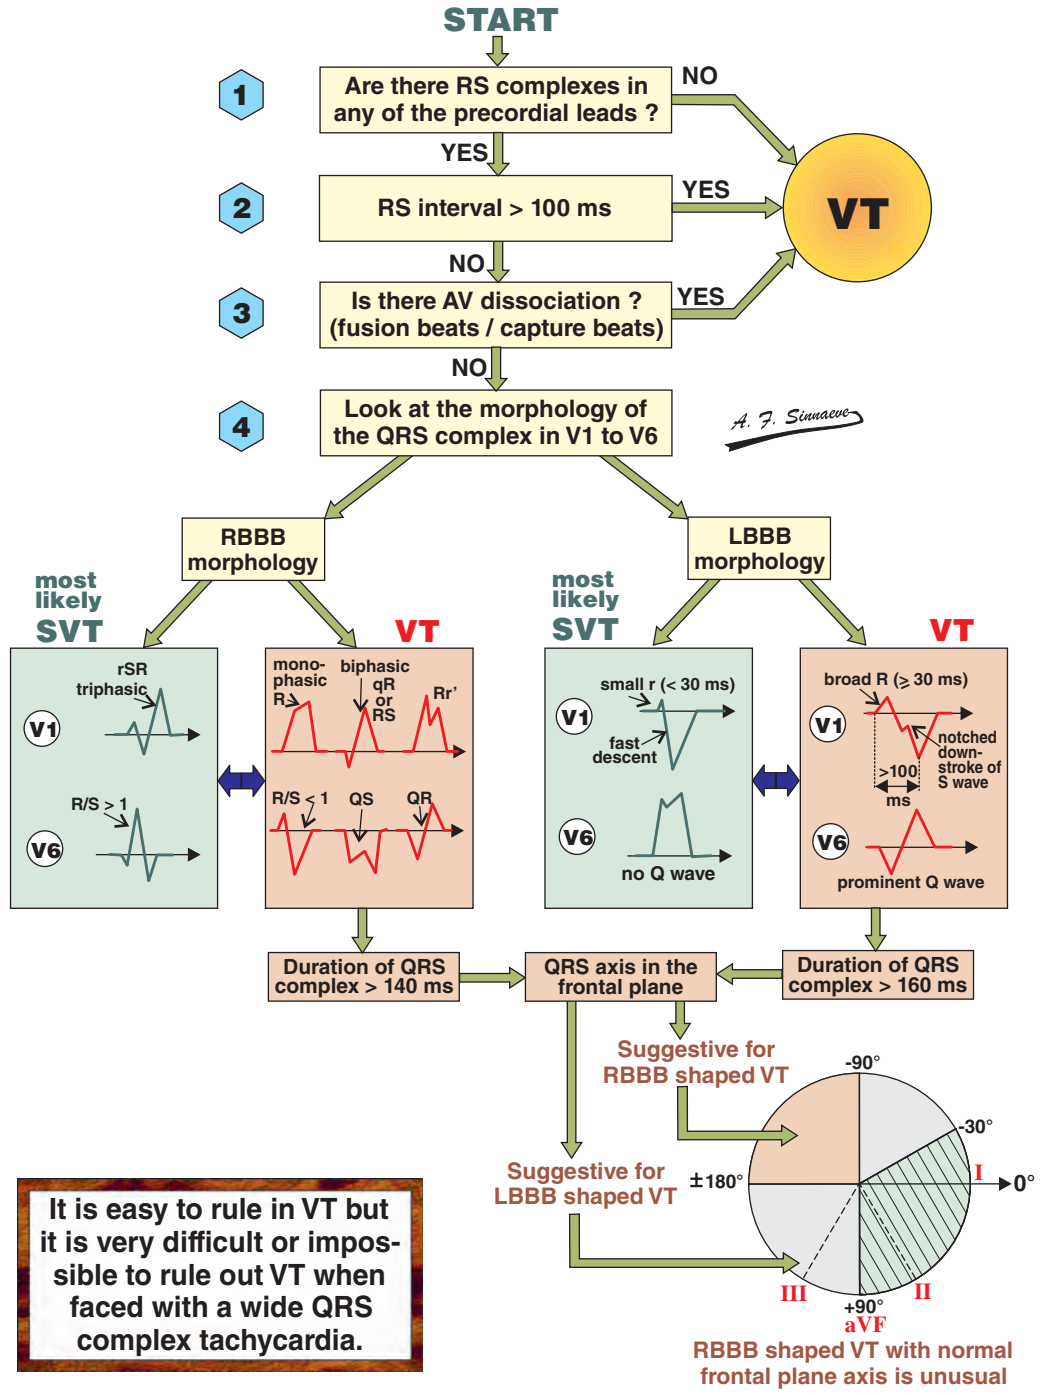 START
1
Are there RS complexes in
any of the precordial leads ?
NO
YES
2
RS interval > 100 ms
YES
VT
NO
3
Is there AV dissociation ?
(fusion beats / capture beats)
YES
NO
4
Look at the morphology of
the QRS complex in V1 to V6
A. F. Sinnaeve
RBBB
morphology
LBBB
morphology
most
likely
SVT
VT
most
likely
SVT
VT
rSR
triphasic
V1
R/S > 1
V6
mono-
phasic
R
biphasic
qR
or
RS
Rr'
R/S < 1
QS
QR
small r (< 30 ms)
V1
fast
descent
V6
no Q wave
broad R (≥ 30 ms)
V1
notched
down-
stroke of
S wave
>100
ms
V6
prominent Q wave
Duration of QRS
complex > 140 ms
QRS axis in the
frontal plane
Duration of QRS
complex > 160 ms
Suggestive for
RBBB shaped VT
Suggestive for
LBBB shaped VT
-90°
-30°
I
0°
±180°
III
II
+90°
aVF
RBBB shaped VT with normal
frontal plane axis is unusual
It is easy to rule in VT but
it is very difficult or impos-
sible to rule out VT when
faced with a wide QRS
complex tachycardia.